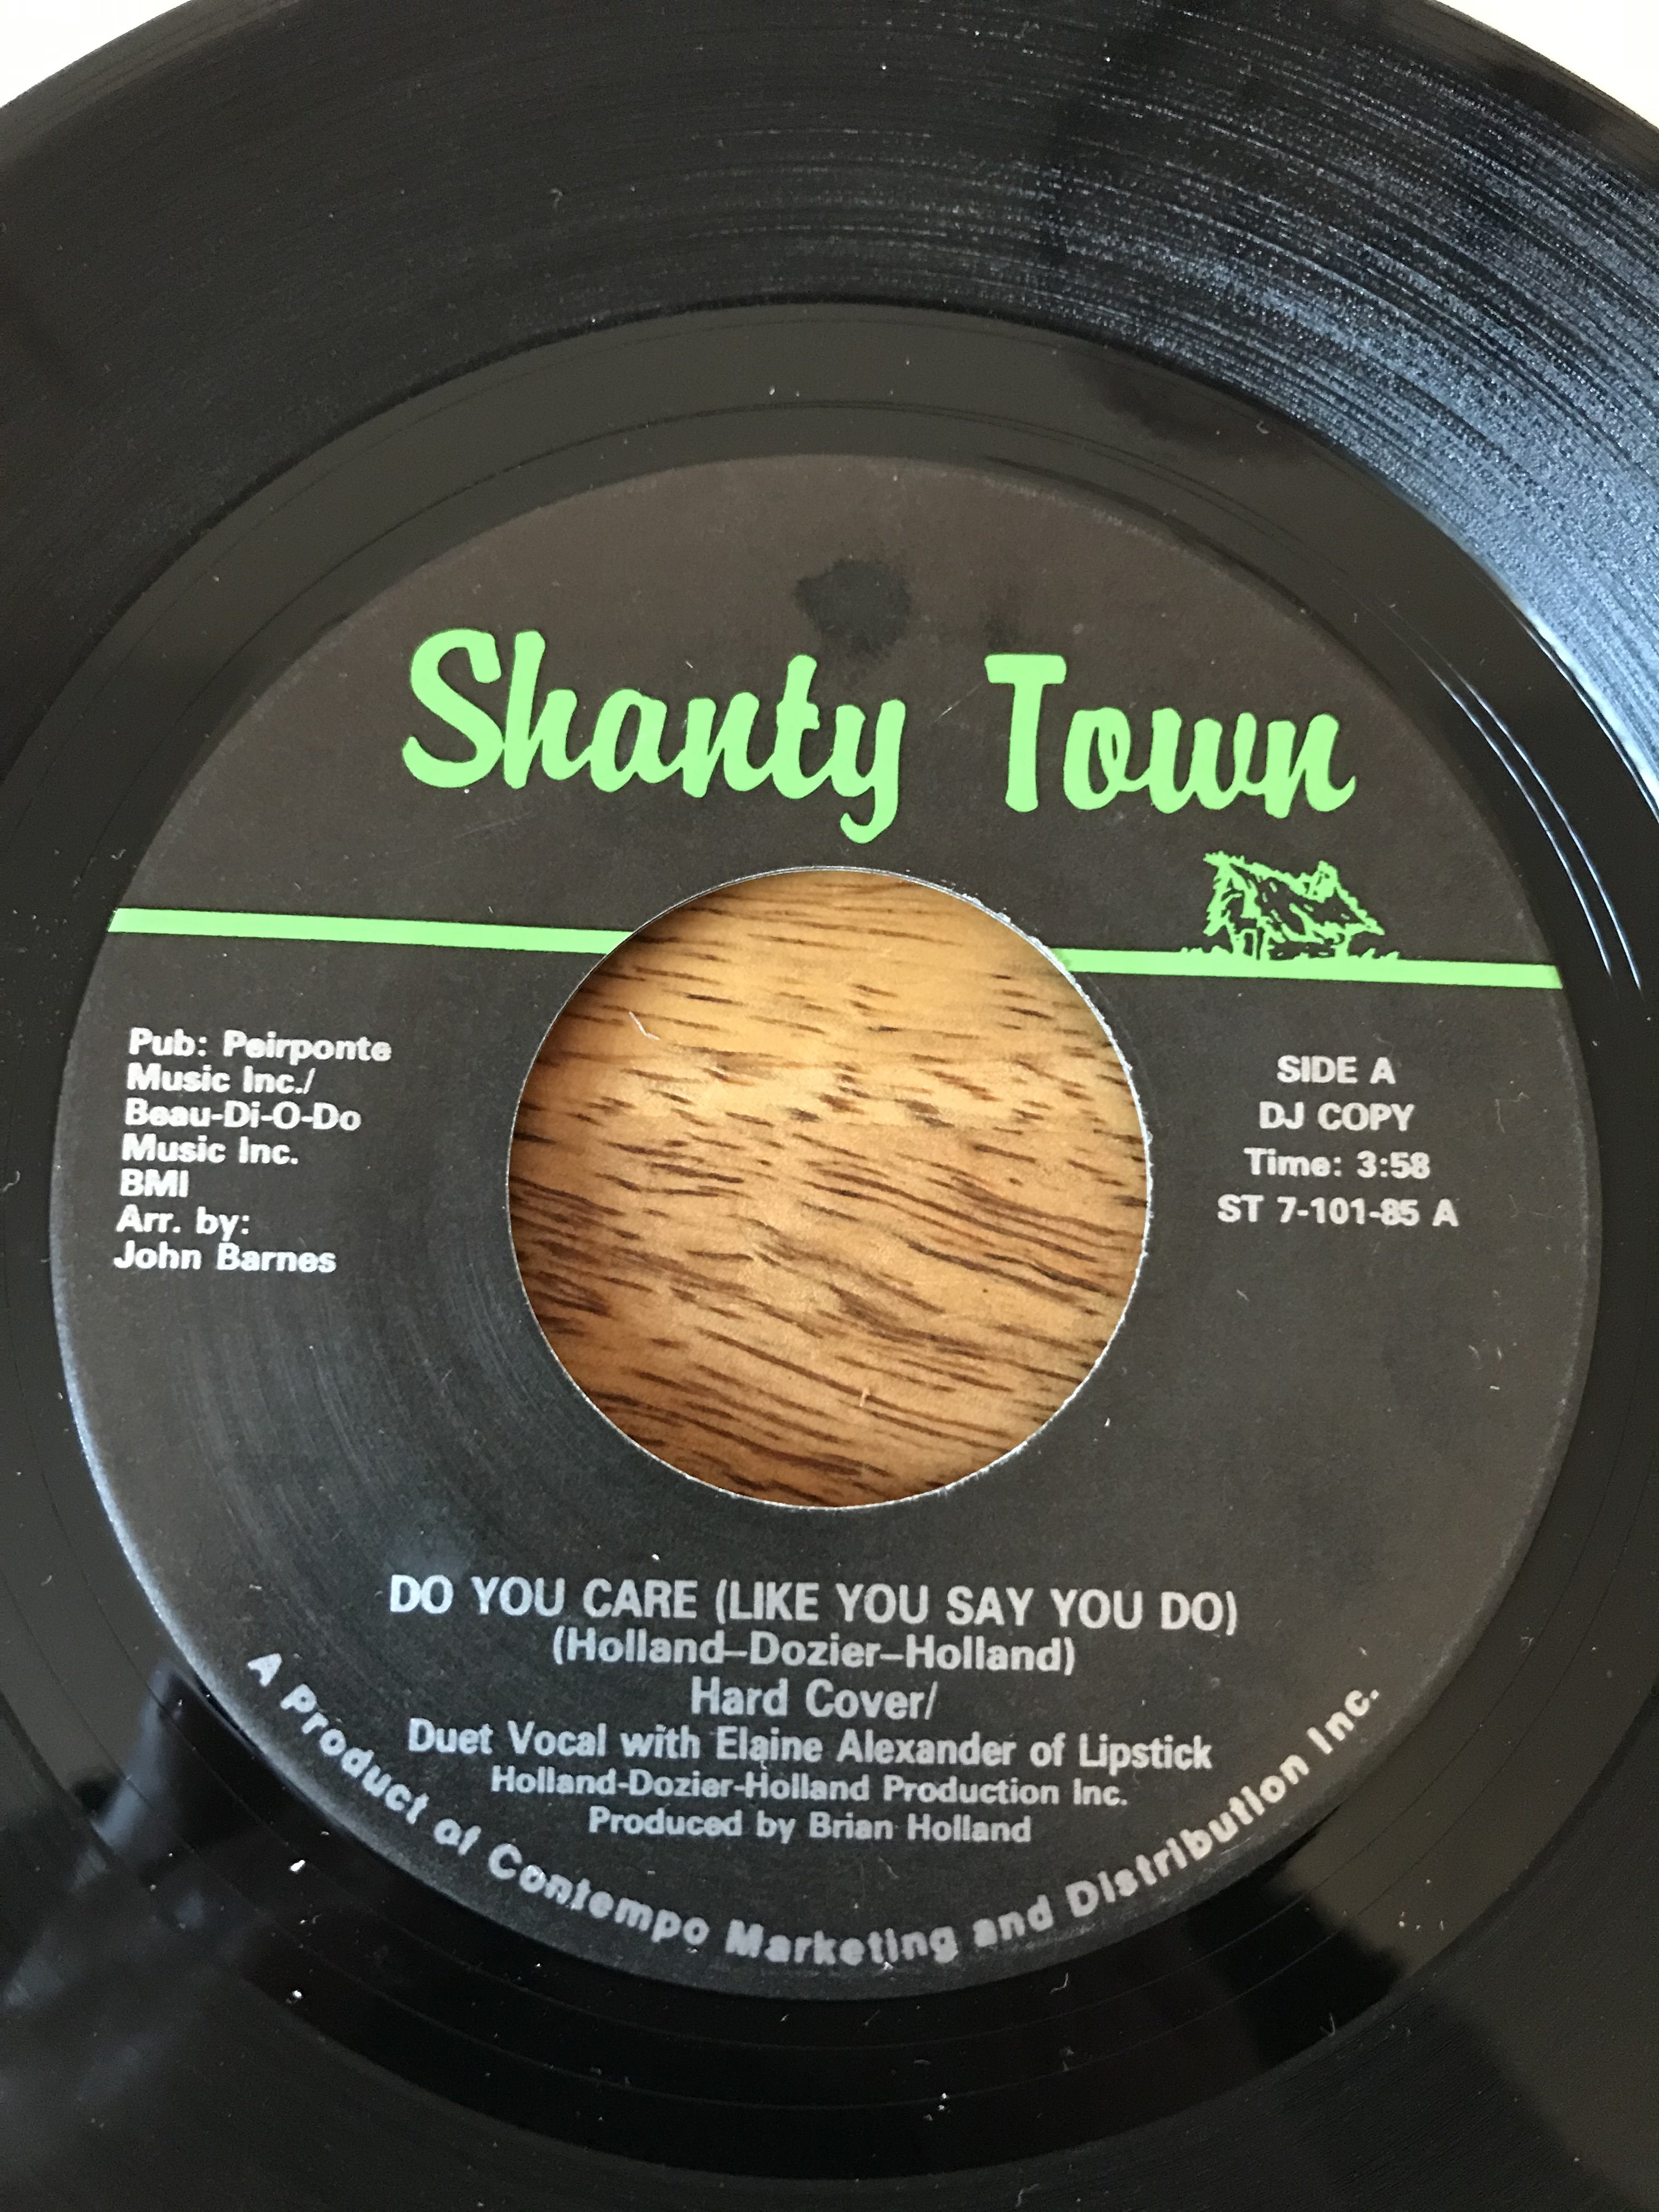 Shanty Town
Pub: Peirponte
Music Inc./
Beau-Di-O-Do
Music Inc.
BMI
Arr. by:
John Barnes
SIDE A
DJ COPY
Time: 3:58
ST 7-101-85 A
DO YOU CARE (LIKE YOU SAY YOU DO)
(Holland–Dozier–Holland)
Hard Cover/
Duet Vocal with Elaine Alexander of Lipstick
Holland-Dozier-Holland Production Inc.
Produced by Brian Holland
A Product of Contempo Marketing and Distribution Inc.